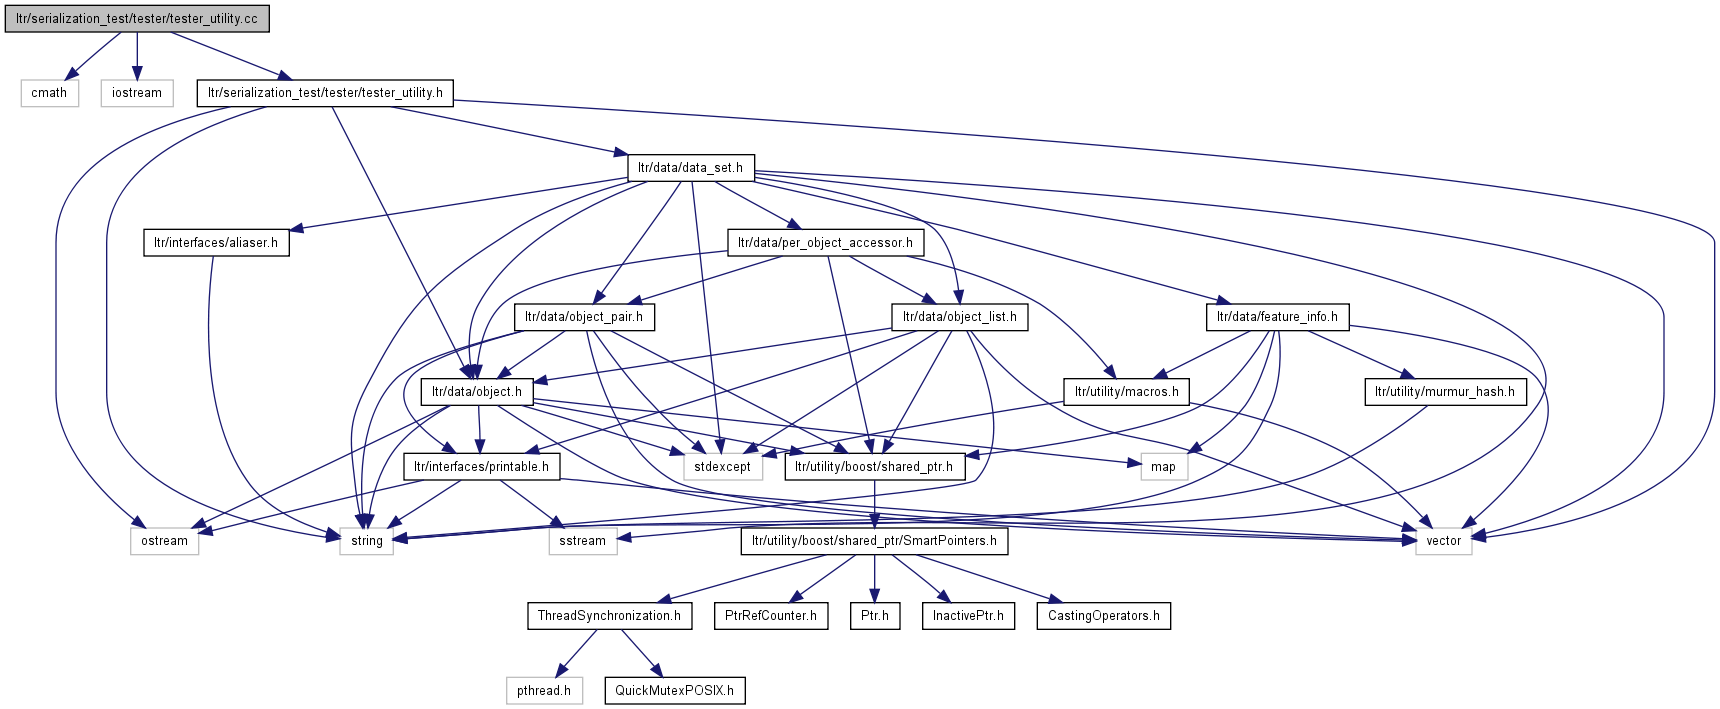 ltr/serialization_test/tester/tester_utility.cc
cmath
iostream
ltr/serialization_test/tester/tester_utility.h
ltr/data/data_set.h
ltr/interfaces/aliaser.h
ltr/data/per_object_accessor.h
ltr/data/object_pair.h
ltr/data/object_list.h
ltr/data/feature_info.h
ltr/data/object.h
ltr/utility/macros.h
ltr/utility/murmur_hash.h
ltr/interfaces/printable.h
stdexcept
ltr/utility/boost/shared_ptr.h
map
ostream
string
sstream
ltr/utility/boost/shared_ptr/SmartPointers.h
vector
ThreadSynchronization.h
PtrRefCounter.h
Ptr.h
InactivePtr.h
CastingOperators.h
pthread.h
QuickMutexPOSIX.h